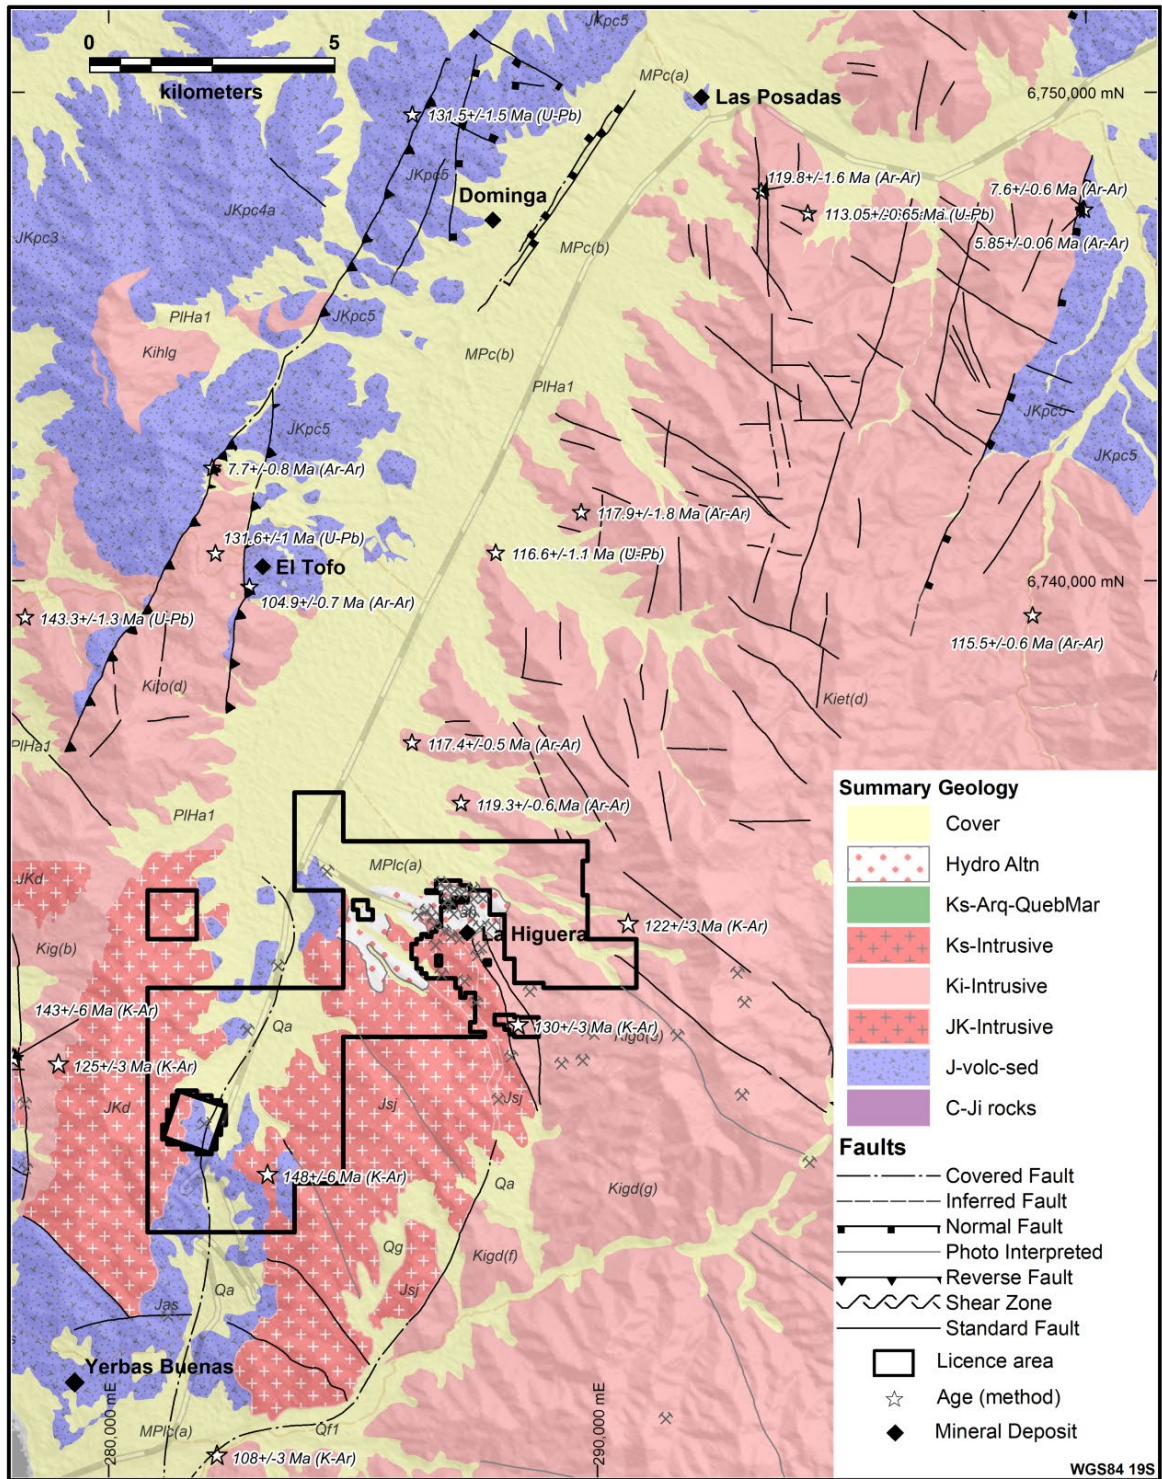 JKpc5
0
5
kilometers
MPc(a)
Las Posadas
6,750,000 mN
131.5+/-1.5 Ma (U-Pb)
JKpc5
JKpc4a
Dominga
119.8+/-1.6 Ma (Ar-Ar)
7.6+/-0.6 Ma (Ar-Ar)
113.05+/-0.65 Ma (U-Pb)
JKpc3
MPc(b)
5.85+/-0.06 Ma (Ar-Ar)
PlHa1
JKpc5
Kihlg
MPc(b)
PlHa1
JKpc5
JKpc5
JKpc5
7.7+/-0.8 Ma (Ar-Ar)
117.9+/-1.8 Ma (Ar-Ar)
131.6+/-1 Ma (U-Pb)
116.6+/-1.1 Ma (U-Pb)
El Tofo
6,740,000 mN
104.9+/-0.7 Ma (Ar-Ar)
143.3+/-1.3 Ma (U-Pb)
115.5+/-0.6 Ma (Ar-Ar)
Kito(d)
Kiet(d)
PlHa1
117.4+/-0.5 Ma (Ar-Ar)
119.3+/-0.6 Ma (Ar-Ar)
PlHa1
MPlc(a)
JKd
La Higuera
122+/-3 Ma (K-Ar)
Kig(b)
143+/-6 Ma (K-Ar)
Qa
130+/-3 Ma (K-Ar)
125+/-3 Ma (K-Ar)
JKd
Jsj
Jsj
148+/-6 Ma (K-Ar)
Qa
Kigd(g)
Qg
Kigd(f)
Qa
Jsj
Jas
Yerbas Buenas
280,000 mE
290,000 mE
MPlc(a)
Qf1
108+/-3 Ma (K-Ar)
Summary Geology
Cover
Hydro Altn
Ks-Arq-QuebMar
Ks-Intrusive
Ki-Intrusive
JK-Intrusive
J-volc-sed
C-Ji rocks
Faults
Covered Fault
Inferred Fault
Normal Fault
Photo Interpreted
Reverse Fault
Shear Zone
Standard Fault
Licence area
Age (method)
Mineral Deposit
WGS84 19S